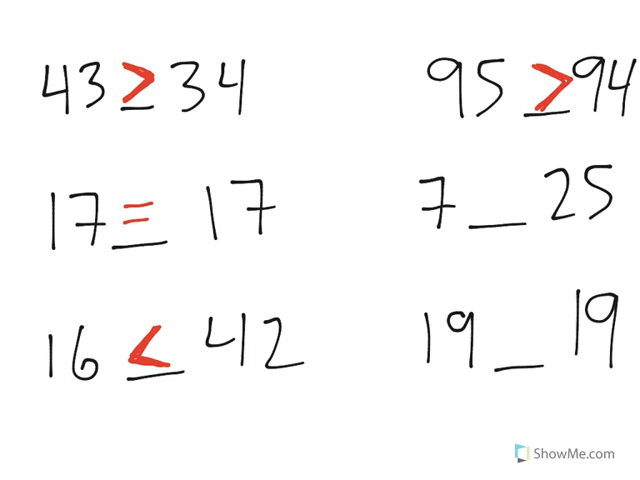 43 > 34
95 > 94
17 = 17
7 _ 25
16 < 42
19 _ 19
ShowMe.com